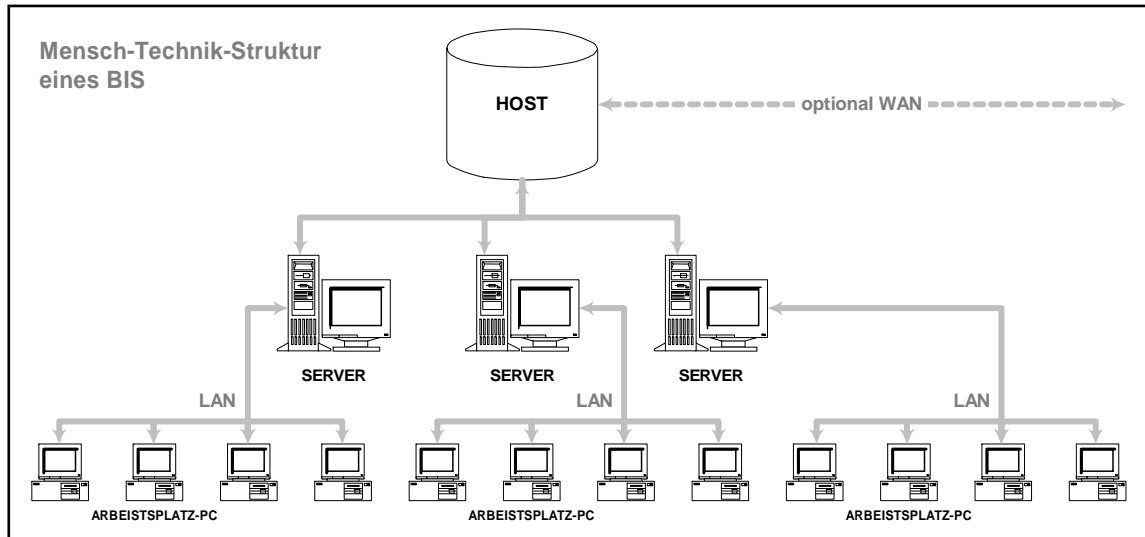 Mensch-Technik-Struktur
eines BIS
HOST
optional WAN
SERVER
SERVER
SERVER
LAN
LAN
LAN
ARBEISTSPLATZ-PC
ARBEISTSPLATZ-PC
ARBEISTSPLATZ-PC